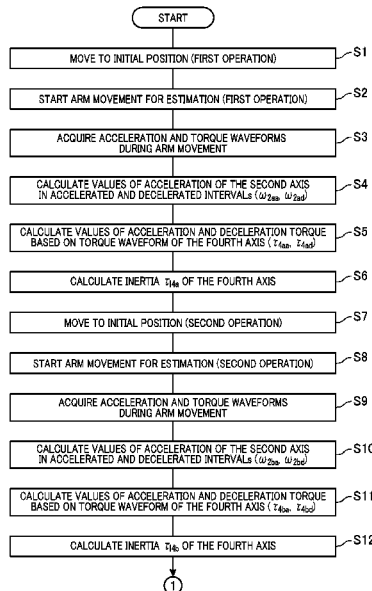 START
MOVE TO INITIAL POSITION (FIRST OPERATION)
S1
START ARM MOVEMENT FOR ESTIMATION (FIRST OPERATION)
S2
ACQUIRE ACCELERATION AND TORQUE WAVEFORMS
DURING ARM MOVEMENT
S3
CALCULATE VALUES OF ACCELERATION OF THE SECOND AXIS
IN ACCELERATED AND DECELERATED INTERVALs (ω2aa, ω2ad)
S4
CALCULATE VALUES OF ACCELERATION AND DECELERATION TORQUE
BASED ON TORQUE WAVEFORM OF THE FOURTH AXIS (τ4aa, τ4ad)
S5
CALCULATE INERTIA τI4a OF THE FOURTH AXIS
S6
MOVE TO INITIAL POSITION (SECOND OPERATION)
S7
START ARM MOVEMENT FOR ESTIMATION (SECOND OPERATION)
S8
ACQUIRE ACCELERATION AND TORQUE WAVEFORMS
DURING ARM MOVEMENT
S9
CALCULATE VALUES OF ACCELERATION OF THE SECOND AXIS
IN ACCELERATED AND DECELERATED INTERVALs (ω2ba, ω2bd)
S10
CALCULATE VALUES OF ACCELERATION AND DECELERATION TORQUE
BASED ON TORQUE WAVEFORM OF THE FOURTH AXIS (τ4ba, τ4bd)
S11
CALCULATE INERTIA τI4b OF THE FOURTH AXIS
S12
1